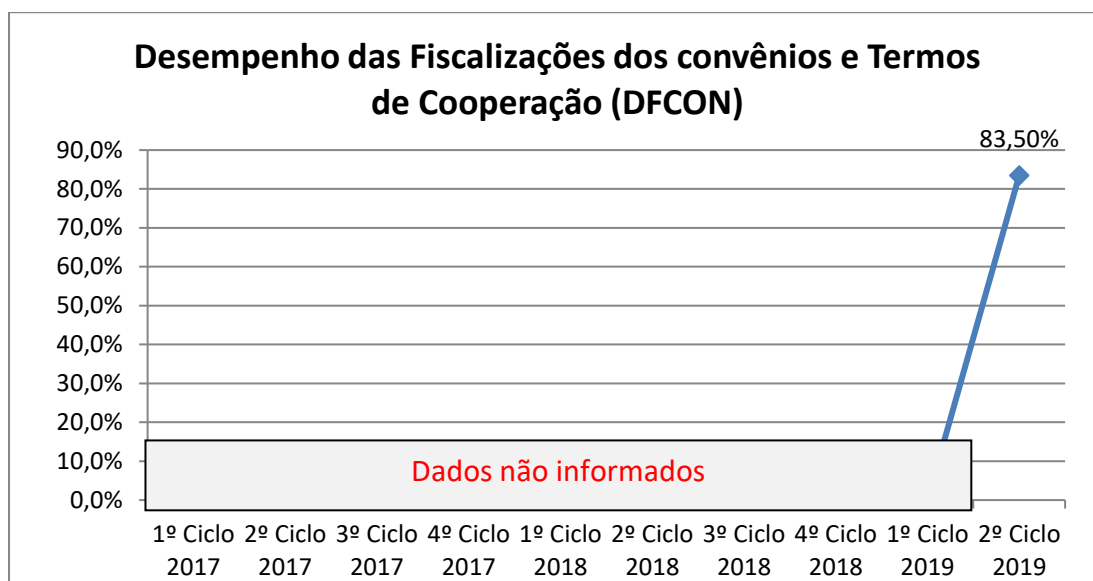 Desempenho das Fiscalizações dos convênios e Termos
de Cooperação (DFCON)
83,50%
90,0%
80,0%
70,0%
60,0%
50,0%
40,0%
30,0%
20,0%
10,0%
0,0%
Dados não informados
1º Ciclo 2º Ciclo 3º Ciclo 4º Ciclo 1º Ciclo 2º Ciclo 3º Ciclo 4º Ciclo 1º Ciclo 2º Ciclo
2017 2017 2017 2017 2018 2018 2018 2018 2019 2019